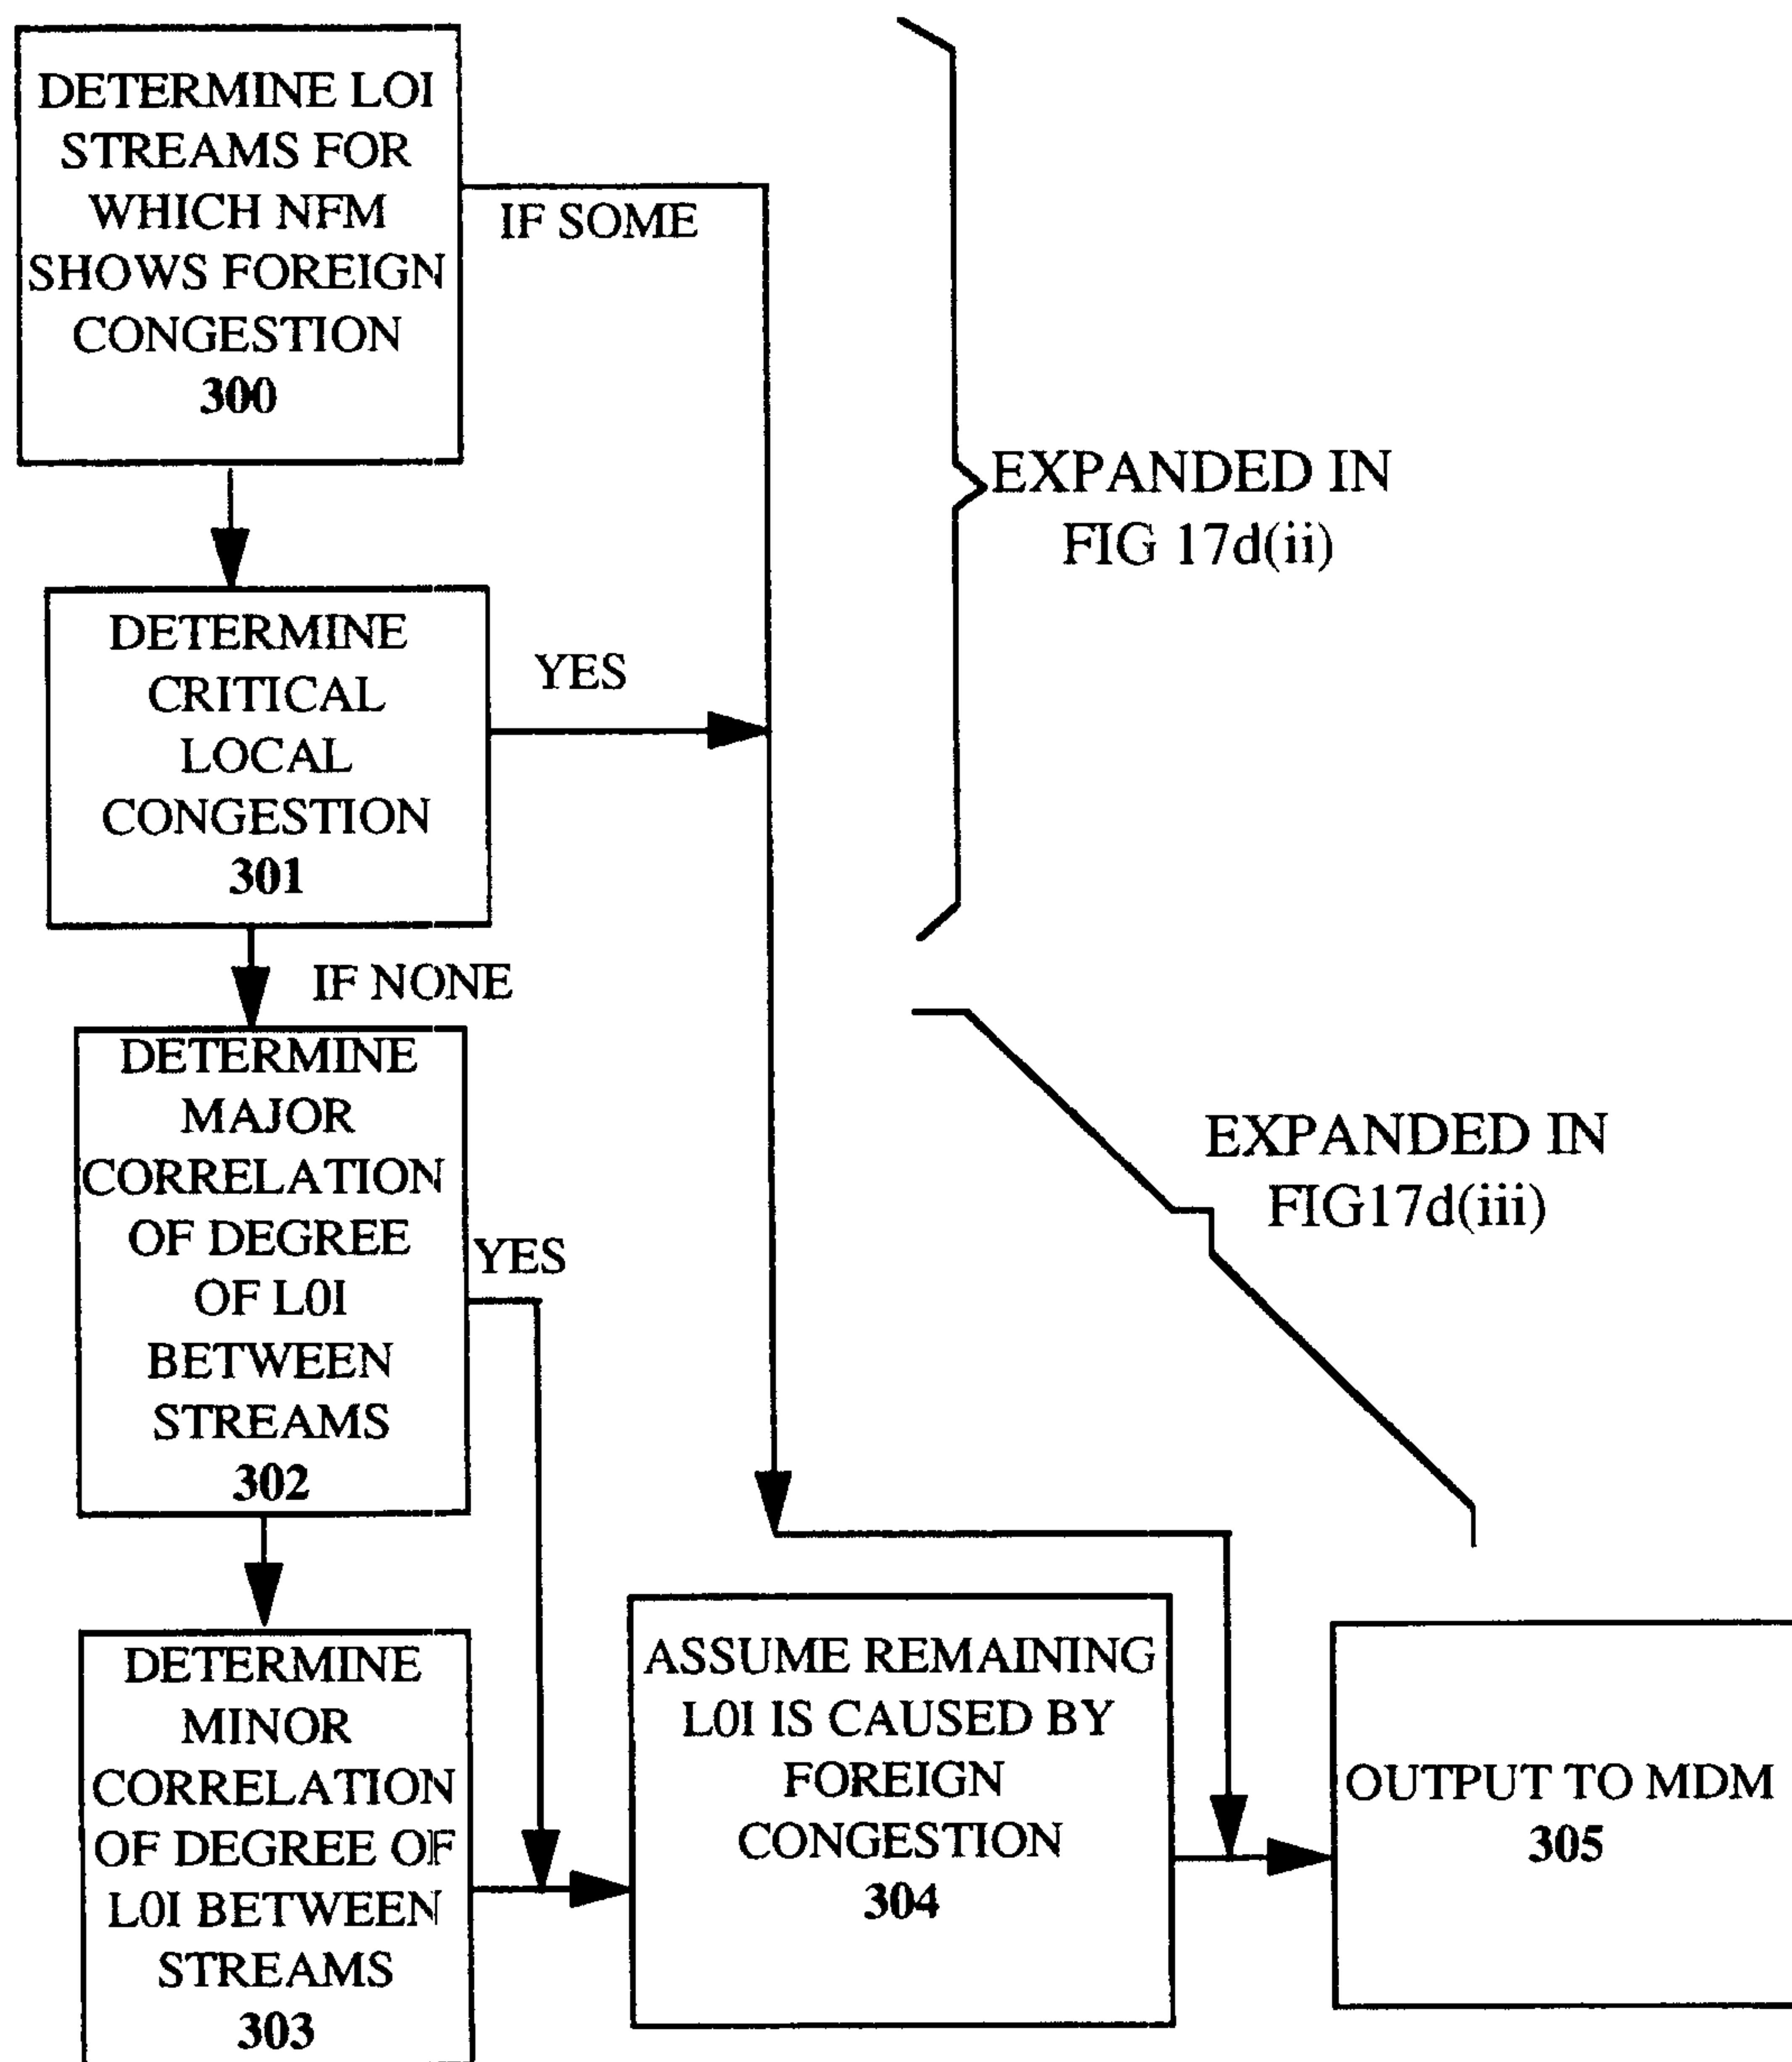 DETERMINE LOI
STREAMS FOR
WHICH NFM
SHOWS FOREIGN
CONGESTION
300
IF SOME
EXPANDED IN
FIG 17d(ii)
DETERMINE
CRITICAL
LOCAL
CONGESTION
301
YES
IF NONE
DETERMINE
MAJOR
CORRELATION
OF DEGREE
OF L0I
BETWEEN
STREAMS
302
YES
EXPANDED IN
FIG17d(iii)
DETERMINE
MINOR
CORRELATION
OF DEGREE OF
L0I BETWEEN
STREAMS
303
ASSUME REMAINING
L0I IS CAUSED BY
FOREIGN
CONGESTION
304
OUTPUT TO MDM
305